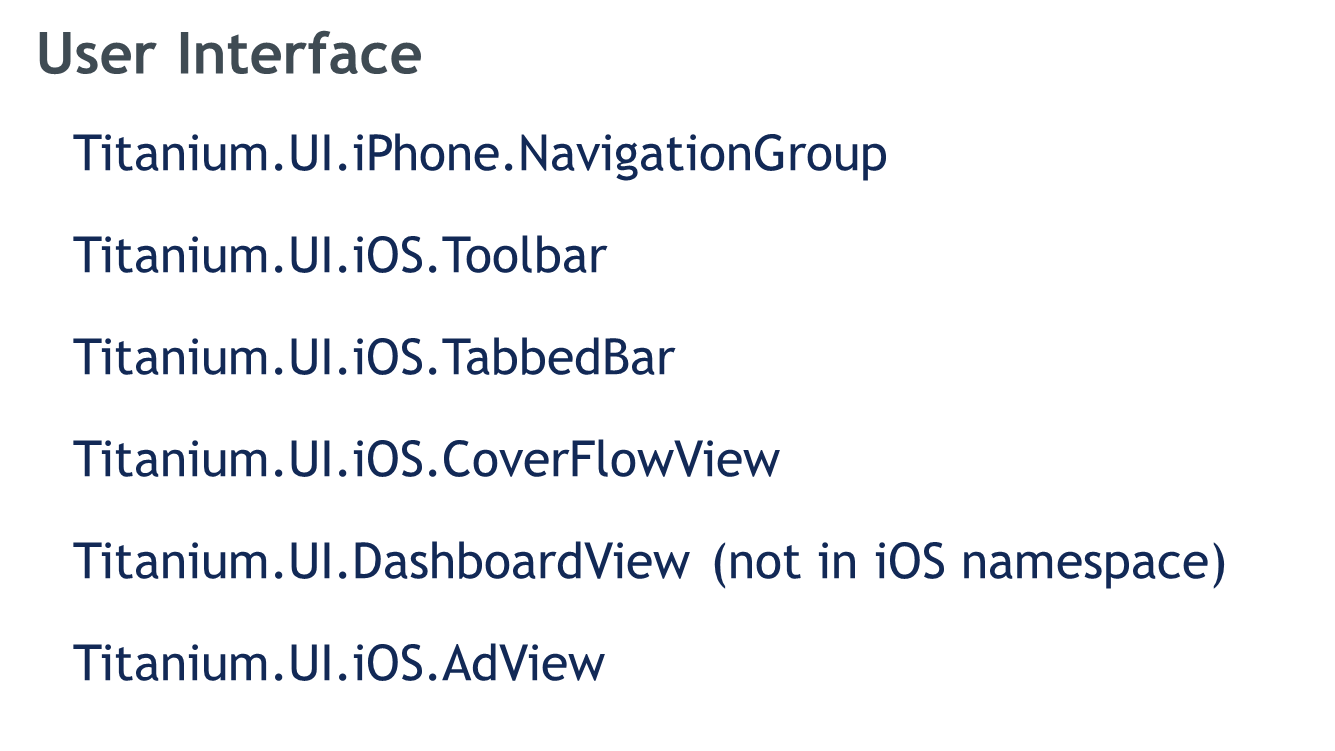 User Interface
Titanium.UI.iPhone.NavigationGroup
Titanium.UI.iOS.Toolbar
Titanium.UI.iOS.TabbedBar
Titanium.UI.iOS.CoverFlowView
Titanium.UI.DashboardView (not in iOS namespace)
Titanium.UI.iOS.AdView